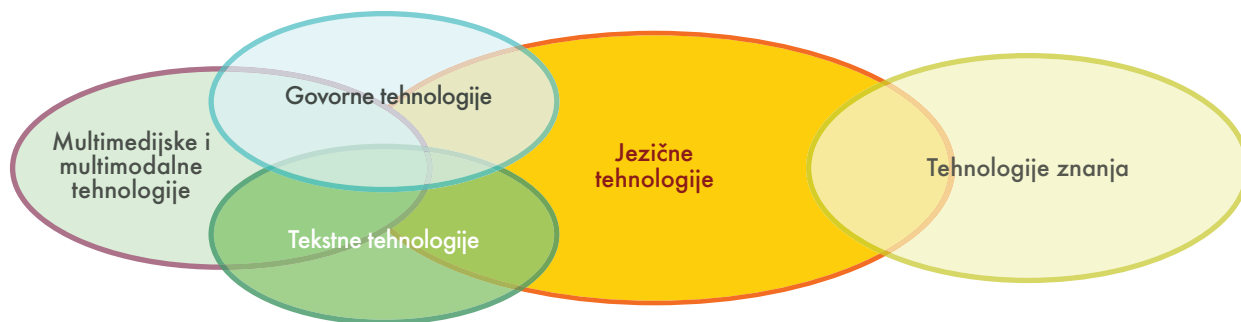 Govorne tehnologije
Multimedijske i
multimodalne
tehnologije
Jezične
tehnologije
Tehnologije znanja
Tekstne tehnologije